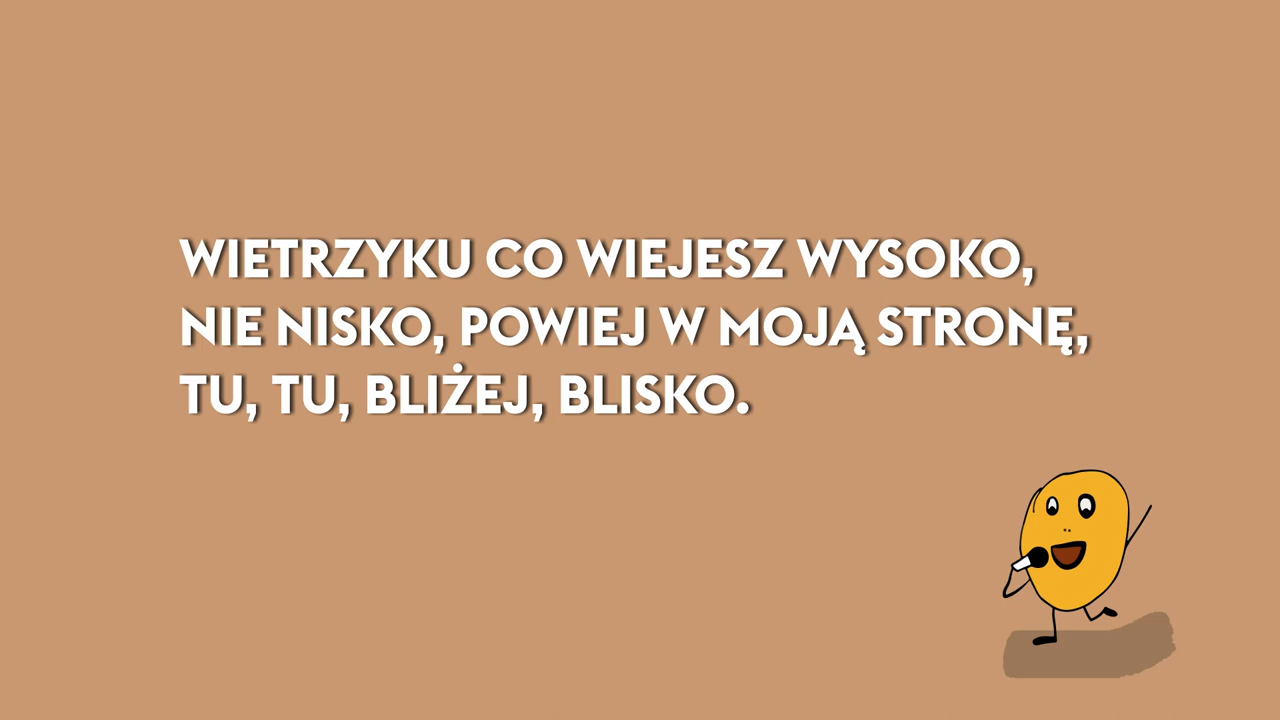 WIETRZYKU CO WIEJESZ WYSOKO,
NIE NISKO, POWIEJ W MOJĄ STRONĘ,
TU, TU, BLIŻEJ, BLISKO.